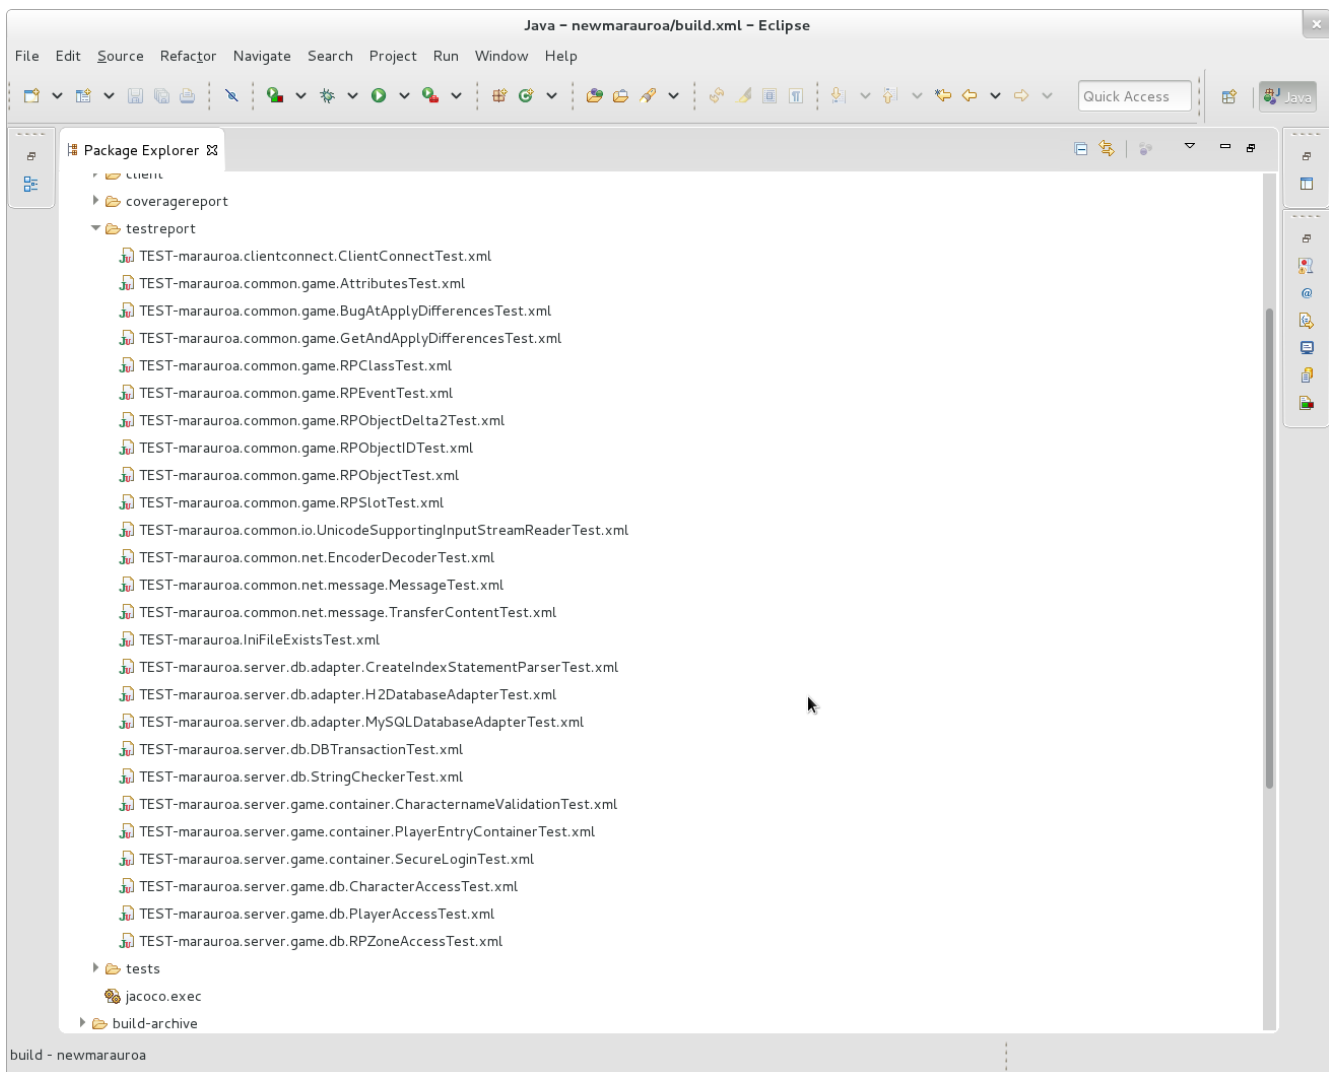 Java – newmarauroa/build.xml – Eclipse
File Edit Source Refactor Navigate Search Project Run Window Help
Quick Access
Java
Package Explorer
client
coveragereport
testreport
TEST-marauroa.clientconnect.ClientConnectTest.xml
TEST-marauroa.common.game.AttributesTest.xml
TEST-marauroa.common.game.BugAtApplyDifferencesTest.xml
TEST-marauroa.common.game.GetAndApplyDifferencesTest.xml
TEST-marauroa.common.game.RPClassTest.xml
TEST-marauroa.common.game.RPEventTest.xml
TEST-marauroa.common.game.RPObjectDelta2Test.xml
TEST-marauroa.common.game.RPObjectIDTest.xml
TEST-marauroa.common.game.RPObjectTest.xml
TEST-marauroa.common.game.RPSlotTest.xml
TEST-marauroa.common.io.UnicodeSupportingInputStreamReaderTest.xml
TEST-marauroa.common.net.EncoderDecoderTest.xml
TEST-marauroa.common.net.message.MessageTest.xml
TEST-marauroa.common.net.message.TransferContentTest.xml
TEST-marauroa.IniFileExistsTest.xml
TEST-marauroa.server.db.adapter.CreateIndexStatementParserTest.xml
TEST-marauroa.server.db.adapter.H2DatabaseAdapterTest.xml
TEST-marauroa.server.db.adapter.MySQLDatabaseAdapterTest.xml
TEST-marauroa.server.db.DBTransactionTest.xml
TEST-marauroa.server.db.StringCheckerTest.xml
TEST-marauroa.server.game.container.CharacternameValidationTest.xml
TEST-marauroa.server.game.container.PlayerEntryContainerTest.xml
TEST-marauroa.server.game.container.SecureLoginTest.xml
TEST-marauroa.server.game.db.CharacterAccessTest.xml
TEST-marauroa.server.game.db.PlayerAccessTest.xml
TEST-marauroa.server.game.db.RPZoneAccessTest.xml
tests
jacoco.exec
build-archive
build - newmarauroa